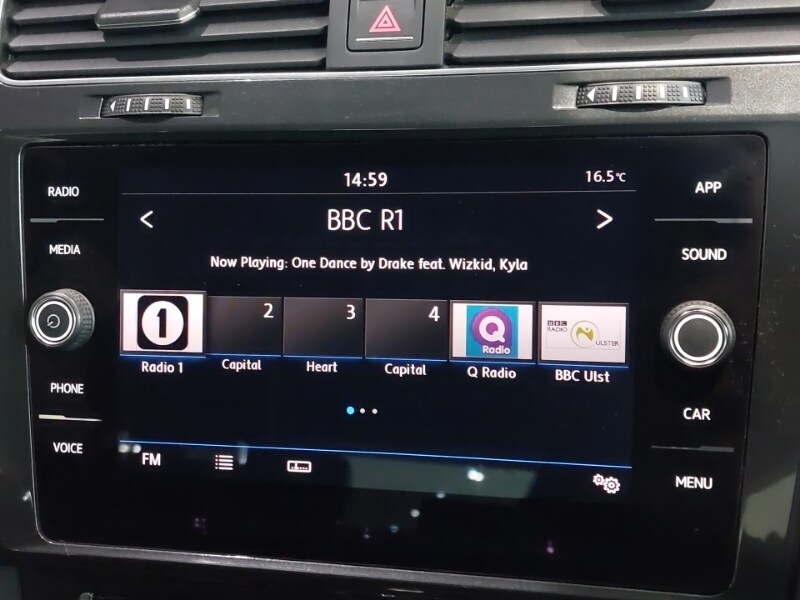 14:59
16.5°C
RADIO
APP
< BBC R1 >
MEDIA
SOUND
Now Playing: One Dance by Drake feat. Wizkid, Kyla
1 2 3 4 Q Radio BBC RADIO ULSTER
Radio 1 Capital Heart Capital Q Radio BBC Ulst
PHONE
CAR
VOICE
FM
MENU